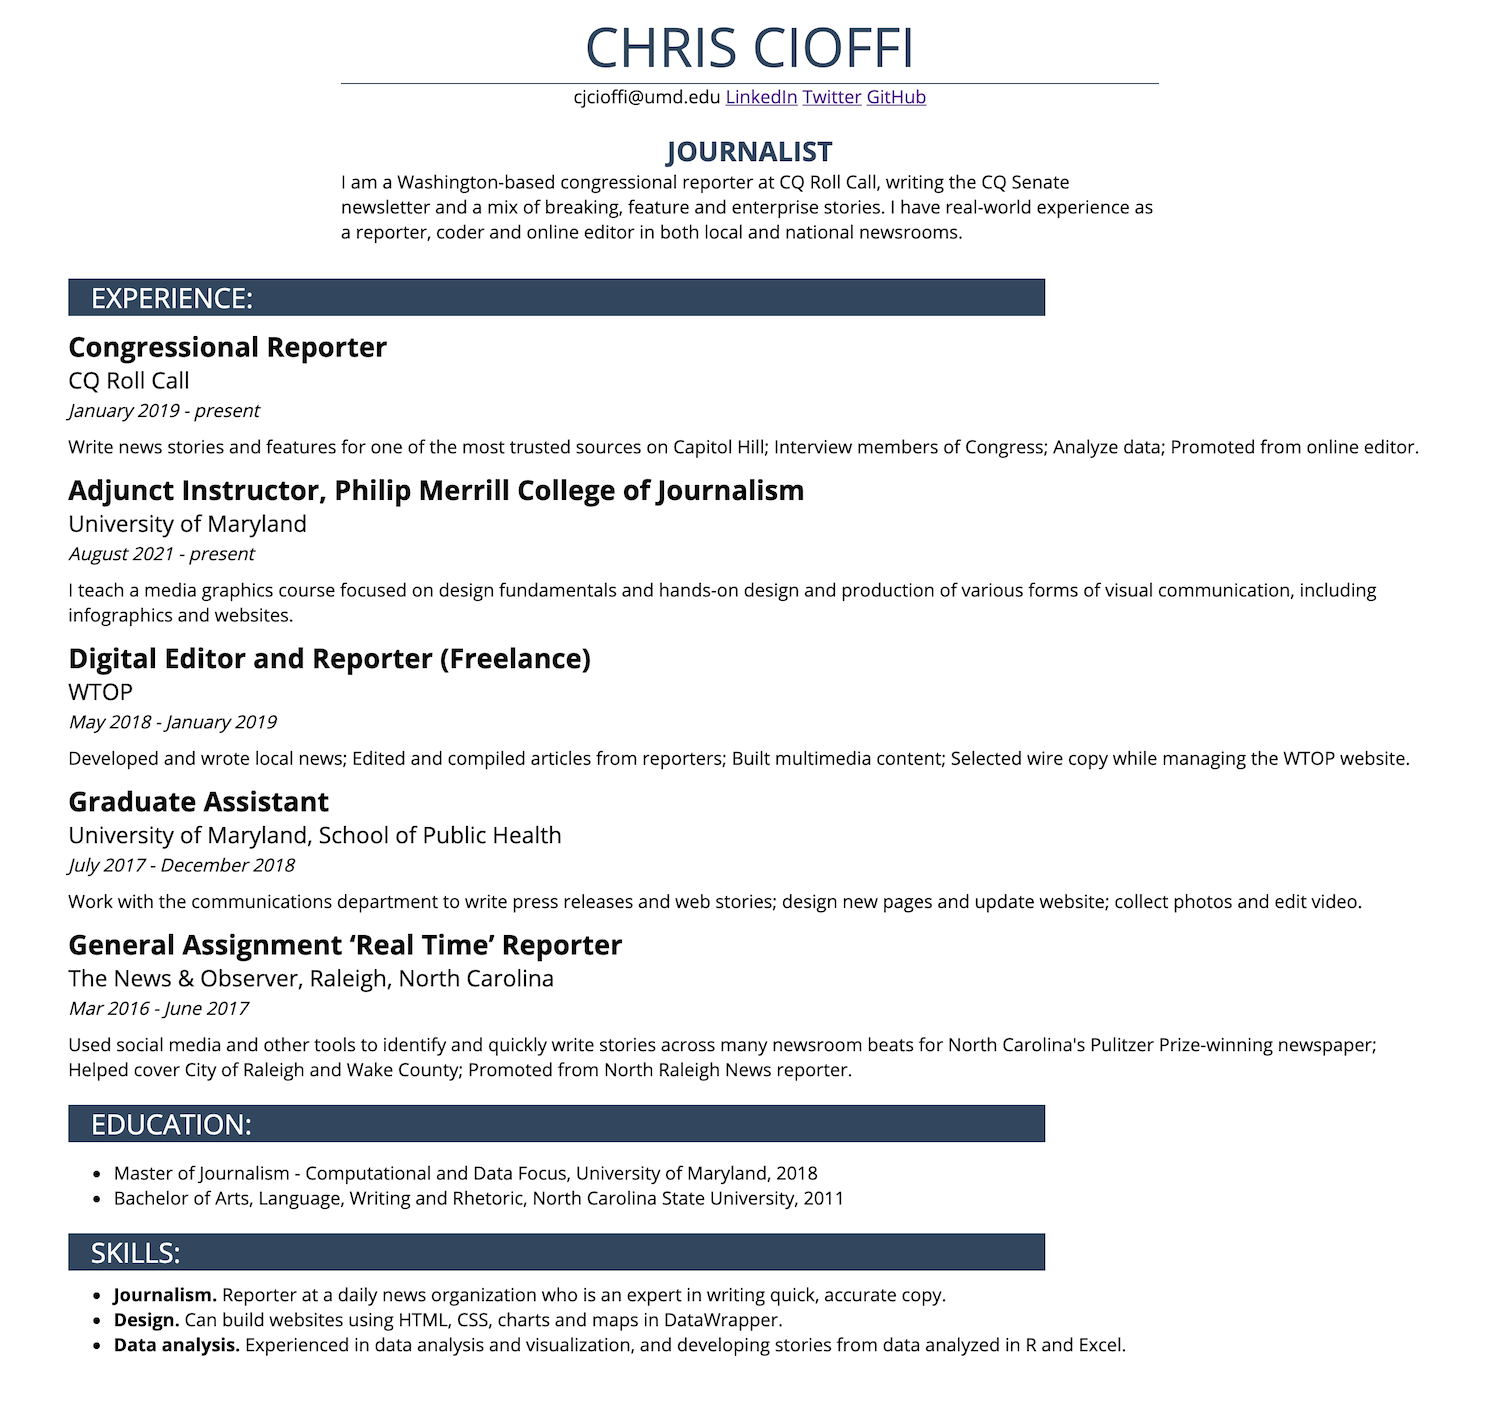 CHRIS CIOFFI
cjcioffi@umd.edu LinkedIn Twitter GitHub
JOURNALIST
I am a Washington-based congressional reporter at CQ Roll Call, writing the CQ Senate
newsletter and a mix of breaking, feature and enterprise stories. I have real-world experience as
a reporter, coder and online editor in both local and national newsrooms.
EXPERIENCE:
Congressional Reporter
CQ Roll Call
January 2019 - present
Write news stories and features for one of the most trusted sources on Capitol Hill; Interview members of Congress; Analyze data; Promoted from online editor.
Adjunct Instructor, Philip Merrill College of Journalism
University of Maryland
August 2021 - present
I teach a media graphics course focused on design fundamentals and hands-on design and production of various forms of visual communication, including
infographics and websites.
Digital Editor and Reporter (Freelance)
WTOP
May 2018 - January 2019
Developed and wrote local news; Edited and compiled articles from reporters; Built multimedia content; Selected wire copy while managing the WTOP website.
Graduate Assistant
University of Maryland, School of Public Health
July 2017 - December 2018
Work with the communications department to write press releases and web stories; design new pages and update website; collect photos and edit video.
General Assignment ‘Real Time’ Reporter
The News & Observer, Raleigh, North Carolina
Mar 2016 - June 2017
Used social media and other tools to identify and quickly write stories across many newsroom beats for North Carolina's Pulitzer Prize-winning newspaper;
Helped cover City of Raleigh and Wake County; Promoted from North Raleigh News reporter.
EDUCATION:
• Master of Journalism - Computational and Data Focus, University of Maryland, 2018
• Bachelor of Arts, Language, Writing and Rhetoric, North Carolina State University, 2011
SKILLS:
• Journalism. Reporter at a daily news organization who is an expert in writing quick, accurate copy.
• Design. Can build websites using HTML, CSS, charts and maps in DataWrapper.
• Data analysis. Experienced in data analysis and visualization, and developing stories from data analyzed in R and Excel.